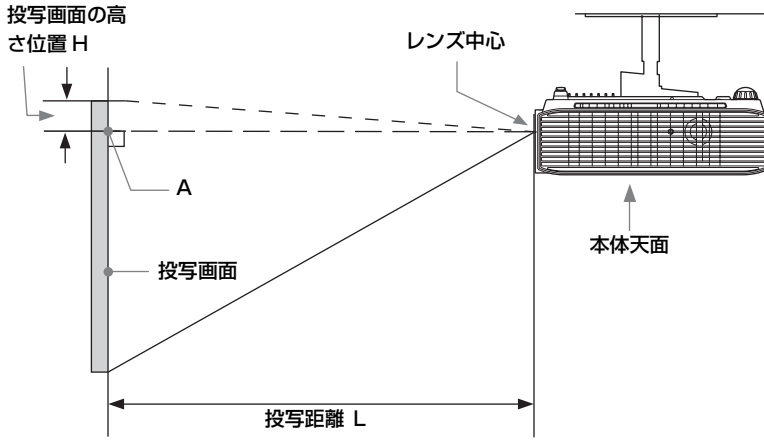 投写画面の高
さ位置 H
レンズ中心
A
本体天面
投写画面
投写距離 L